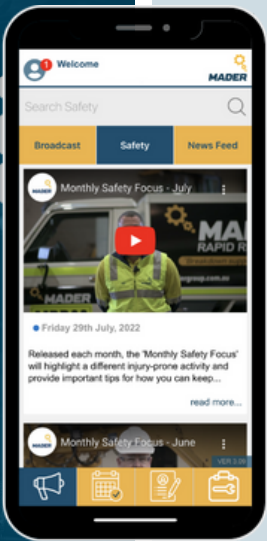 1
Welcome
MADER
Search Safety
Broadcast
Safety
News Feed
MADER
Monthly Safety Focus - July
MA
RAPID R
MADER
Friday 29th July, 2022
Released each month, the 'Monthly Safety Focus'
will highlight a different injury-prone activity and
provide important tips for how you can keep...
read more...
MADER
Monthly Safety Focus - June